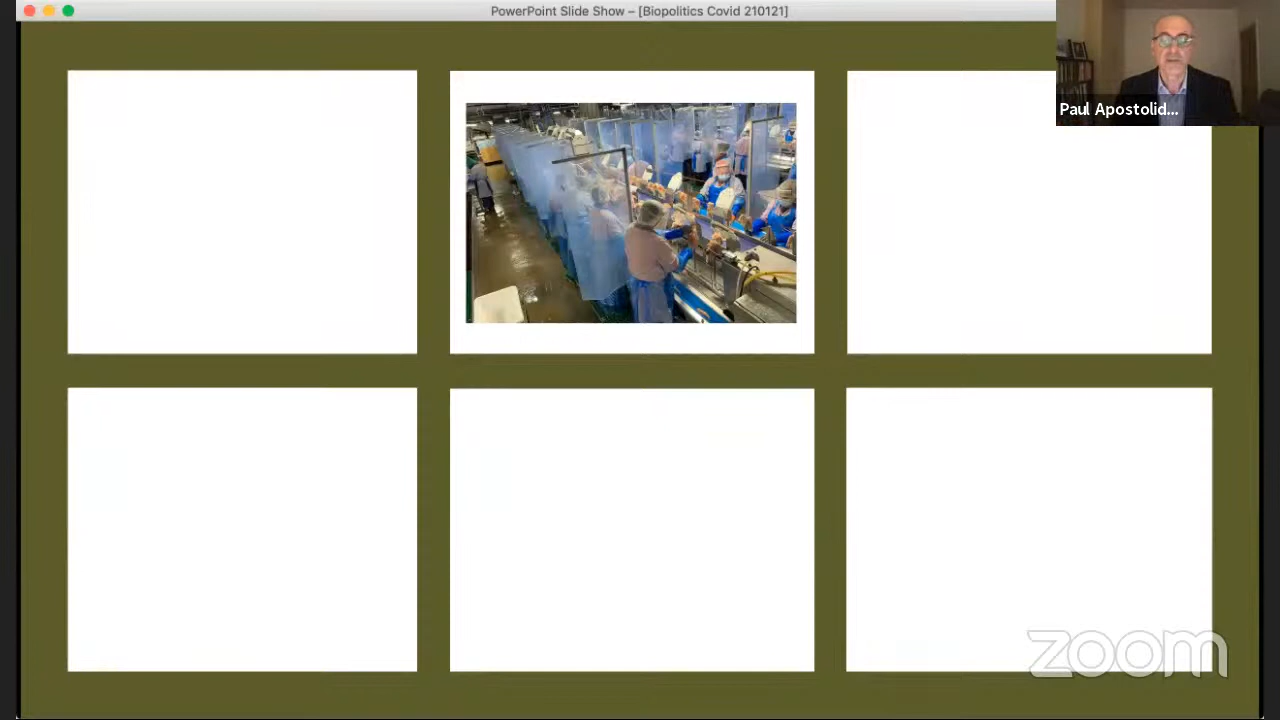 PowerPoint Slide Show – [Biopolitics Covid 210121]
Paul Apostolid...
zoom